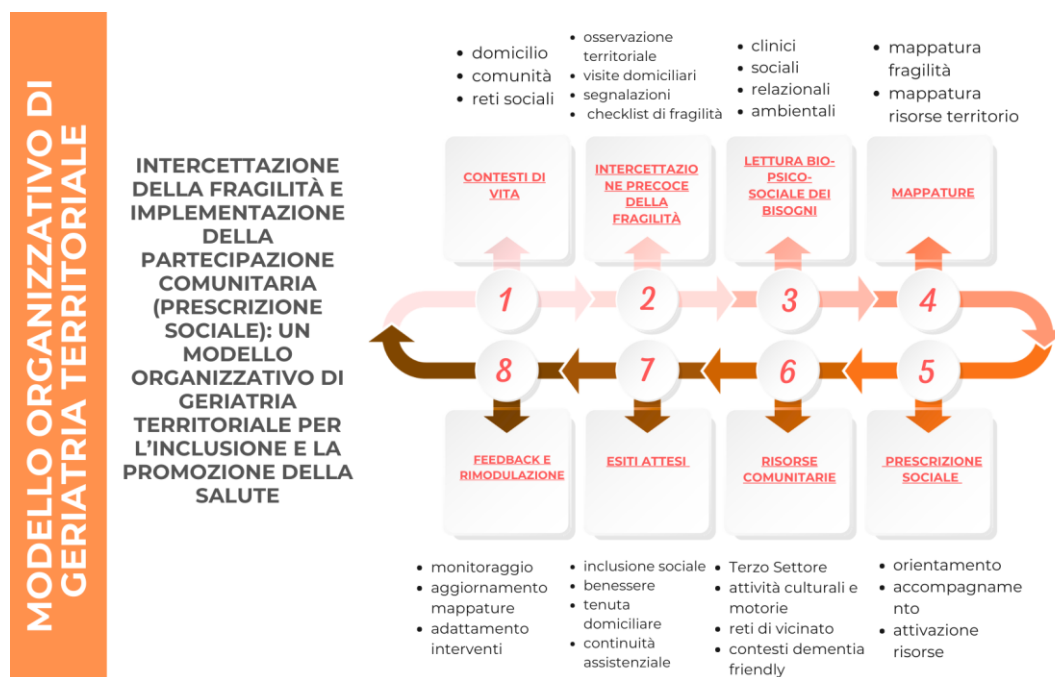 MODELLO ORGANIZZATIVO DI
GERIATRIA TERRITORIALE
INTERCETTAZIONE
DELLA FRAGILITÀ E
IMPLEMENTAZIONE
DELLA
PARTECIPAZIONE
COMUNITARIA
(PRESCRIZIONE
SOCIALE): UN
MODELLO
ORGANIZZATIVO DI
GERIATRIA
TERRITORIALE PER
L'INCLUSIONE E LA
PROMOZIONE DELLA
SALUTE
• domicilio
• comunità
• reti sociali
CONTESTI DI
VITA
1
• osservazione
territoriale
• visite domiciliari
• segnalazioni
• checklist di fragilità
INTERCETTAZIO
NE PRECOCE
DELLA
FRAGILITÀ
2
• clinici
• sociali
• relazionali
• ambientali
LETTURA BIO-
PSICO-
SOCIALE DEI
BISOGNI
3
• mappatura
fragilità
• mappatura
risorse territorio
MAPPATURE
4
5
PRESCRIZIONE
SOCIALE
• orientamento
• accompagname
nto
• attivazione
risorse
6
RISORSE
COMUNITARIE
• Terzo Settore
• attività culturali e
motorie
• reti di vicinato
• contesti dementia
friendly
7
ESITI ATTESI
• inclusione sociale
• benessere
• tenuta
domiciliare
• continuità
assistenziale
8
FEEDBACK E
RIMODULAZIONE
• monitoraggio
• aggiornamento
mappature
• adattamento
interventi